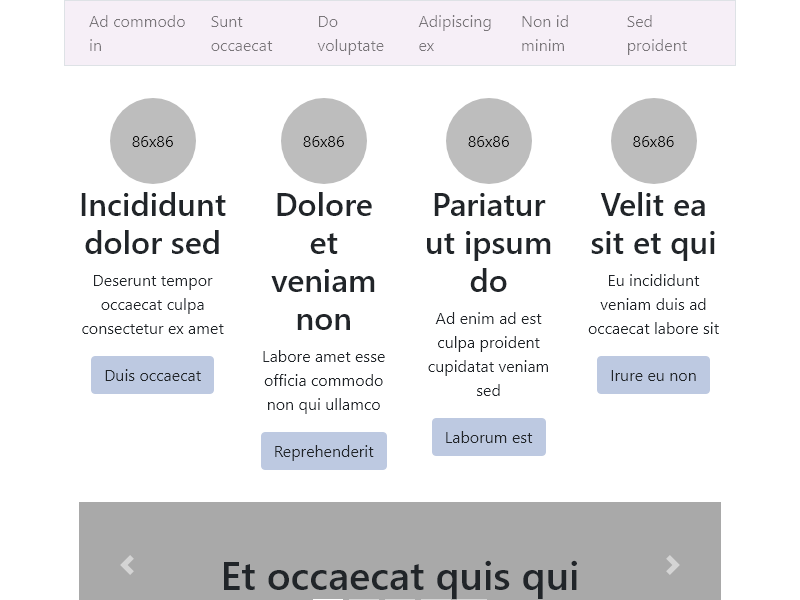 Ad commodo
in
Sunt
occaecat
Do
voluptate
Adipiscing
ex
Non id
minim
Sed
proident
86x86
Incididunt
dolor sed
Deserunt tempor
occaecat culpa
consectetur ex amet
Duis occaecat
86x86
Dolore
et
veniam
non
Labore amet esse
officia commodo
non qui ullamco
Reprehenderit
86x86
Pariatur
ut ipsum
do
Ad enim ad est
culpa proident
cupidatat veniam
sed
Laborum est
86x86
Velit ea
sit et qui
Eu incididunt
veniam duis ad
occaecat labore sit
Irure eu non
Et occaecat quis qui